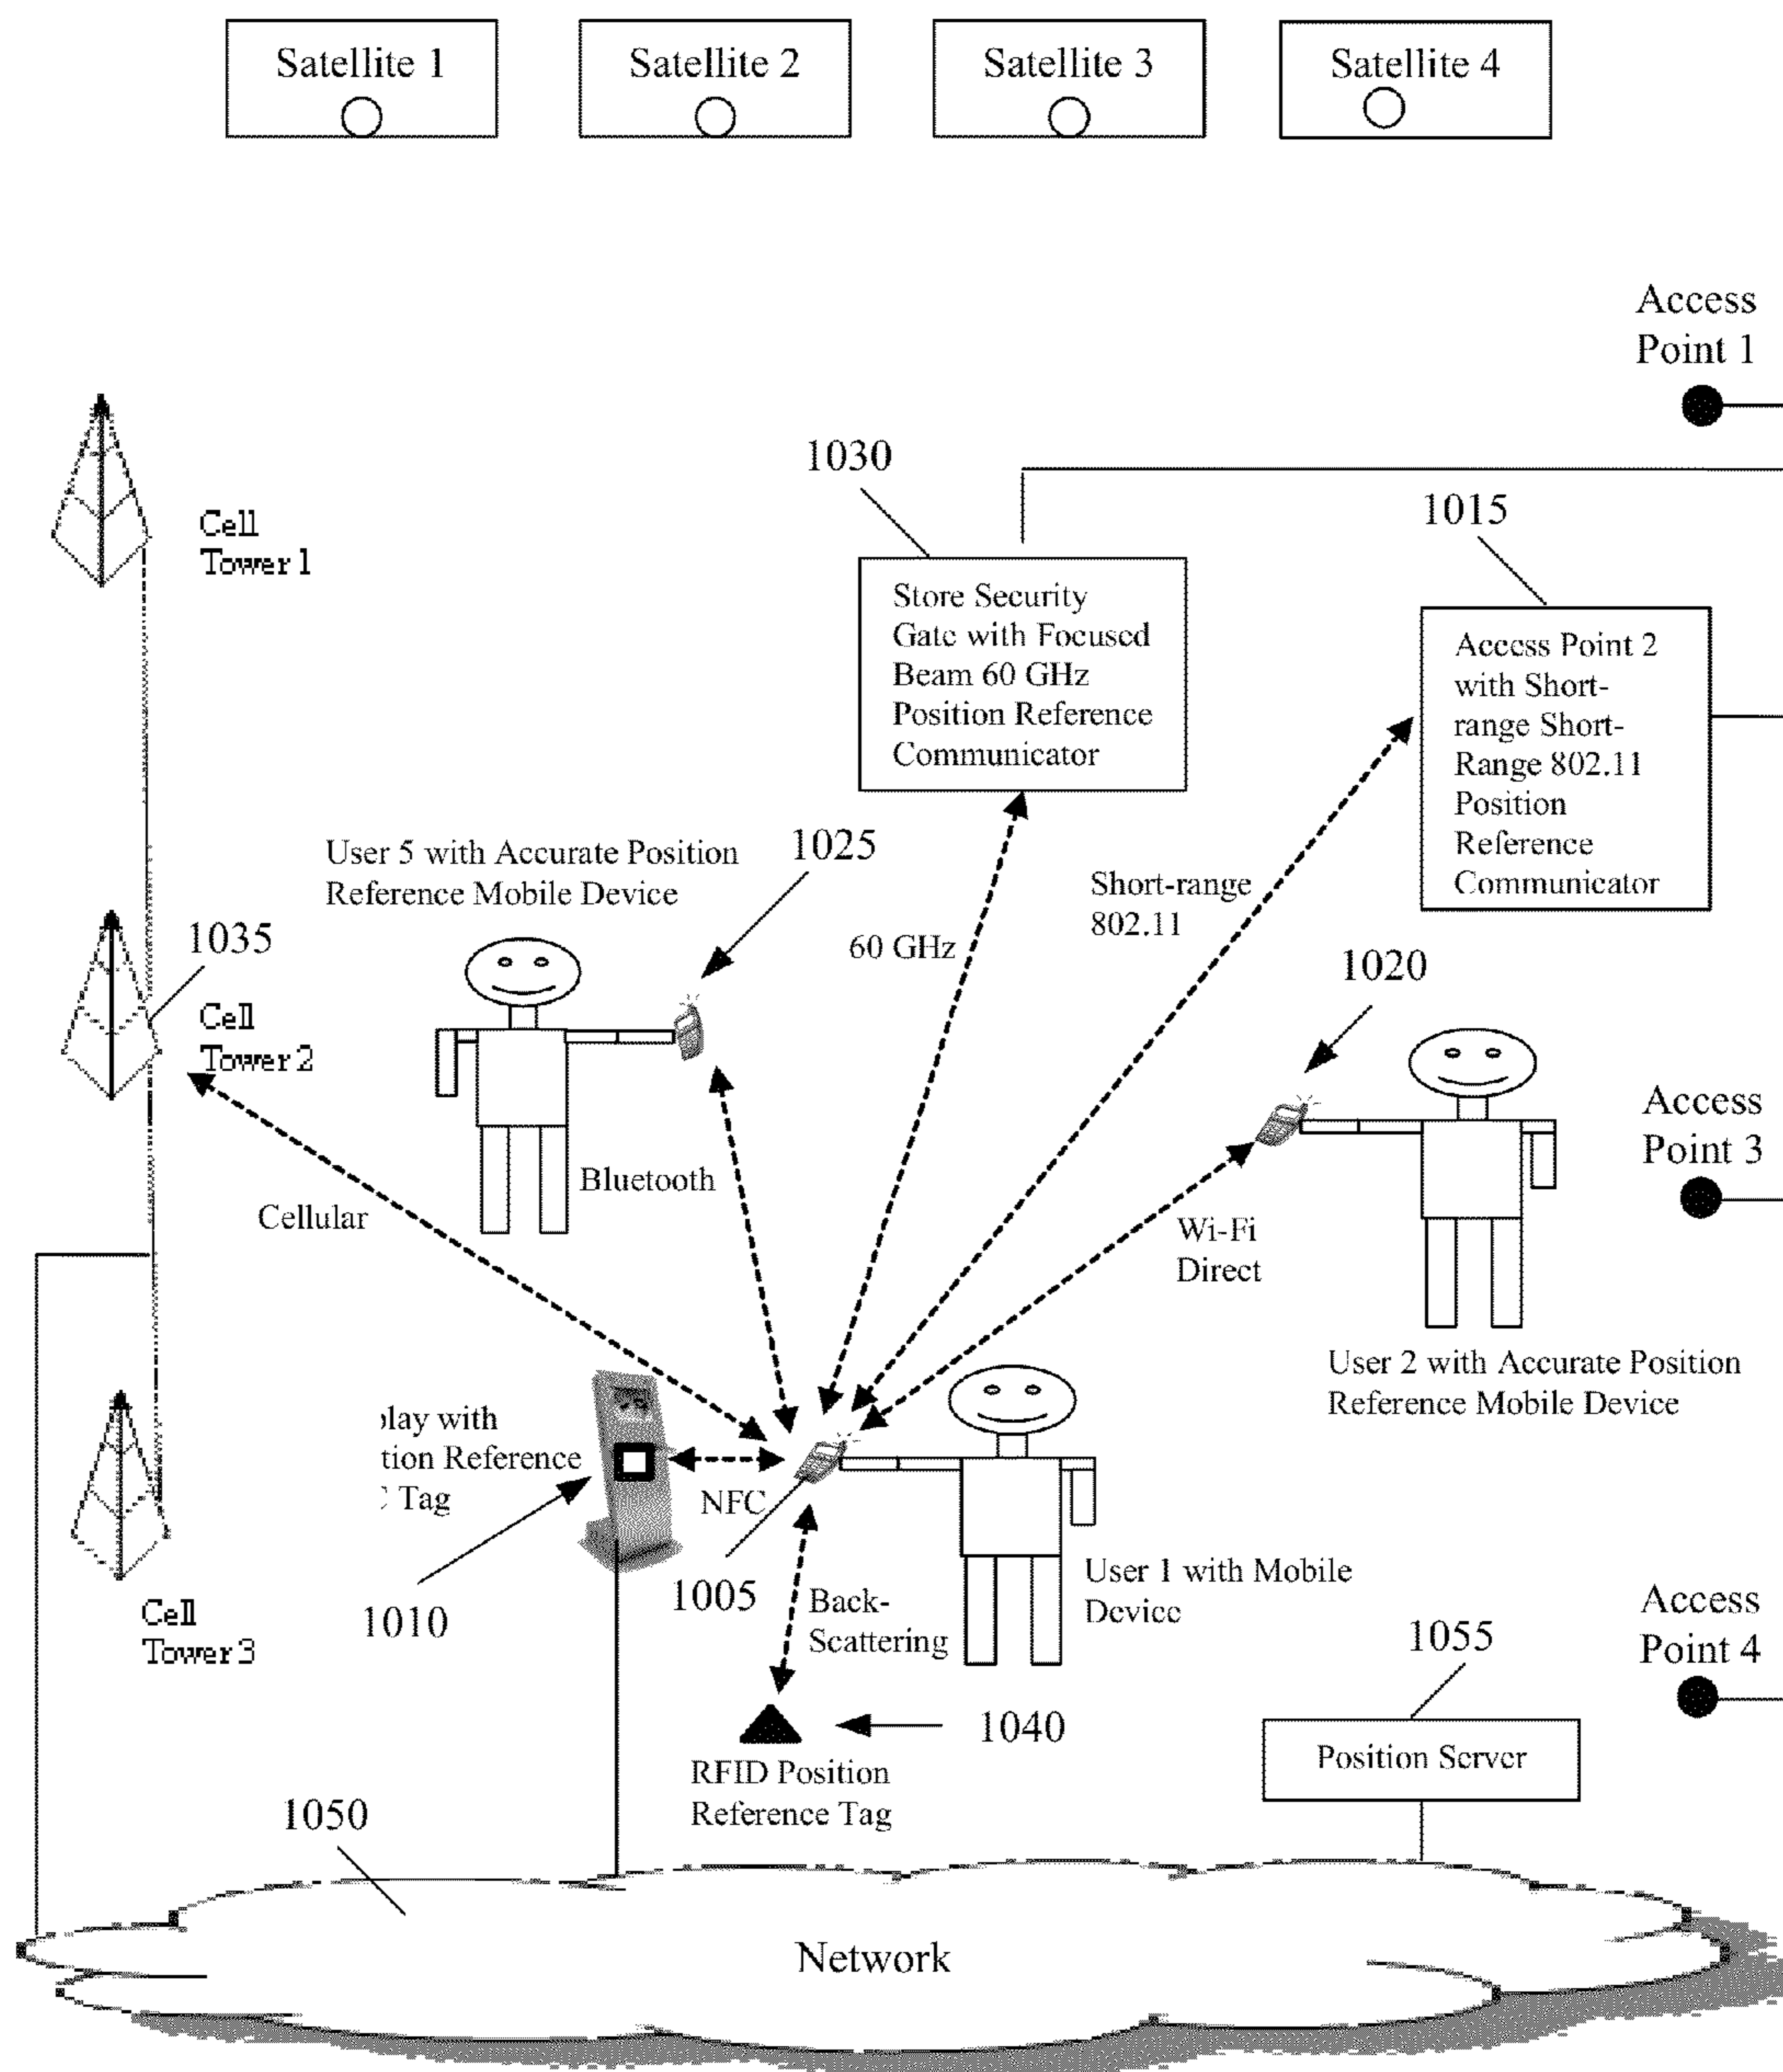 Satellite 1
Satellite 2
Satellite 3
Satellite 4
Access
Point 1
1030
1015
Cell
Tower 1
Store Security
Gate with Focused
Beam 60 GHz
Position Reference
Communicator
Access Point 2
with Short-
range Short-
Range 802.11
Position
Reference
Communicator
1025
User 5 with Accurate Position
Reference Mobile Device
Short-range
802.11
1035
60 GHz
1020
Cell
Tower 2
Access
Point 3
Bluetooth
Cellular
Wi-Fi
Direct
User 2 with Accurate Position
Reference Mobile Device
play with
tion Reference
C Tag
NFC
User 1 with Mobile
Device
1005
1010
Back-
Scattering
Cell
Tower 3
Access
Point 4
1055
1040
Position Server
RFID Position
Reference Tag
1050
Network